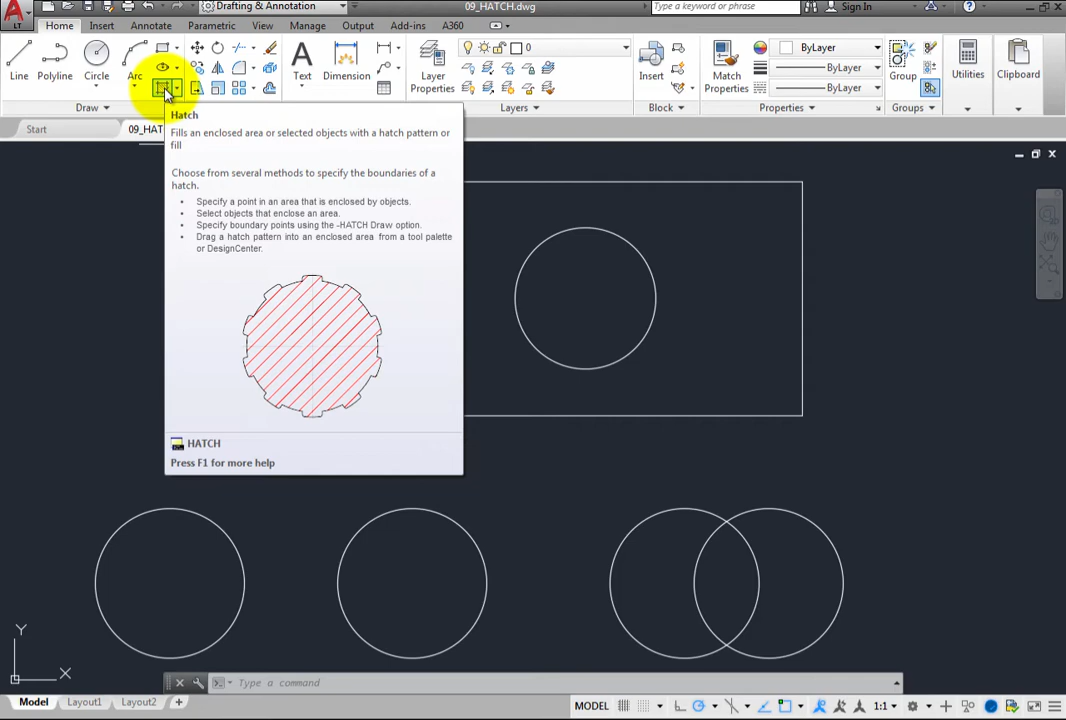 LT
Drafting & Annotation
09_HATCH.dwg
Type a keyword or phrase
Sign In
Home Insert Annotate Parametric View Manage Output Add-ins A360
Line Polyline Circle Arc
Text Dimension
Layer Properties
0
Insert
Match Properties
ByLayer
ByLayer
ByLayer
Group
Utilities
Clipboard
Draw
Layers
Block
Properties
Groups
Start
09_HAT
Hatch
Fills an enclosed area or selected objects with a hatch pattern or
fill
Choose from several methods to specify the boundaries of a
hatch.
• Specify a point in an area that is enclosed by objects.
• Select objects that enclose an area.
• Specify boundary points using the -HATCH Draw option.
• Drag a hatch pattern into an enclosed area from a tool palette
or DesignCenter.
HATCH
Press F1 for more help
Y
X
Type a command
Model Layout1 Layout2 +
MODEL
1:1